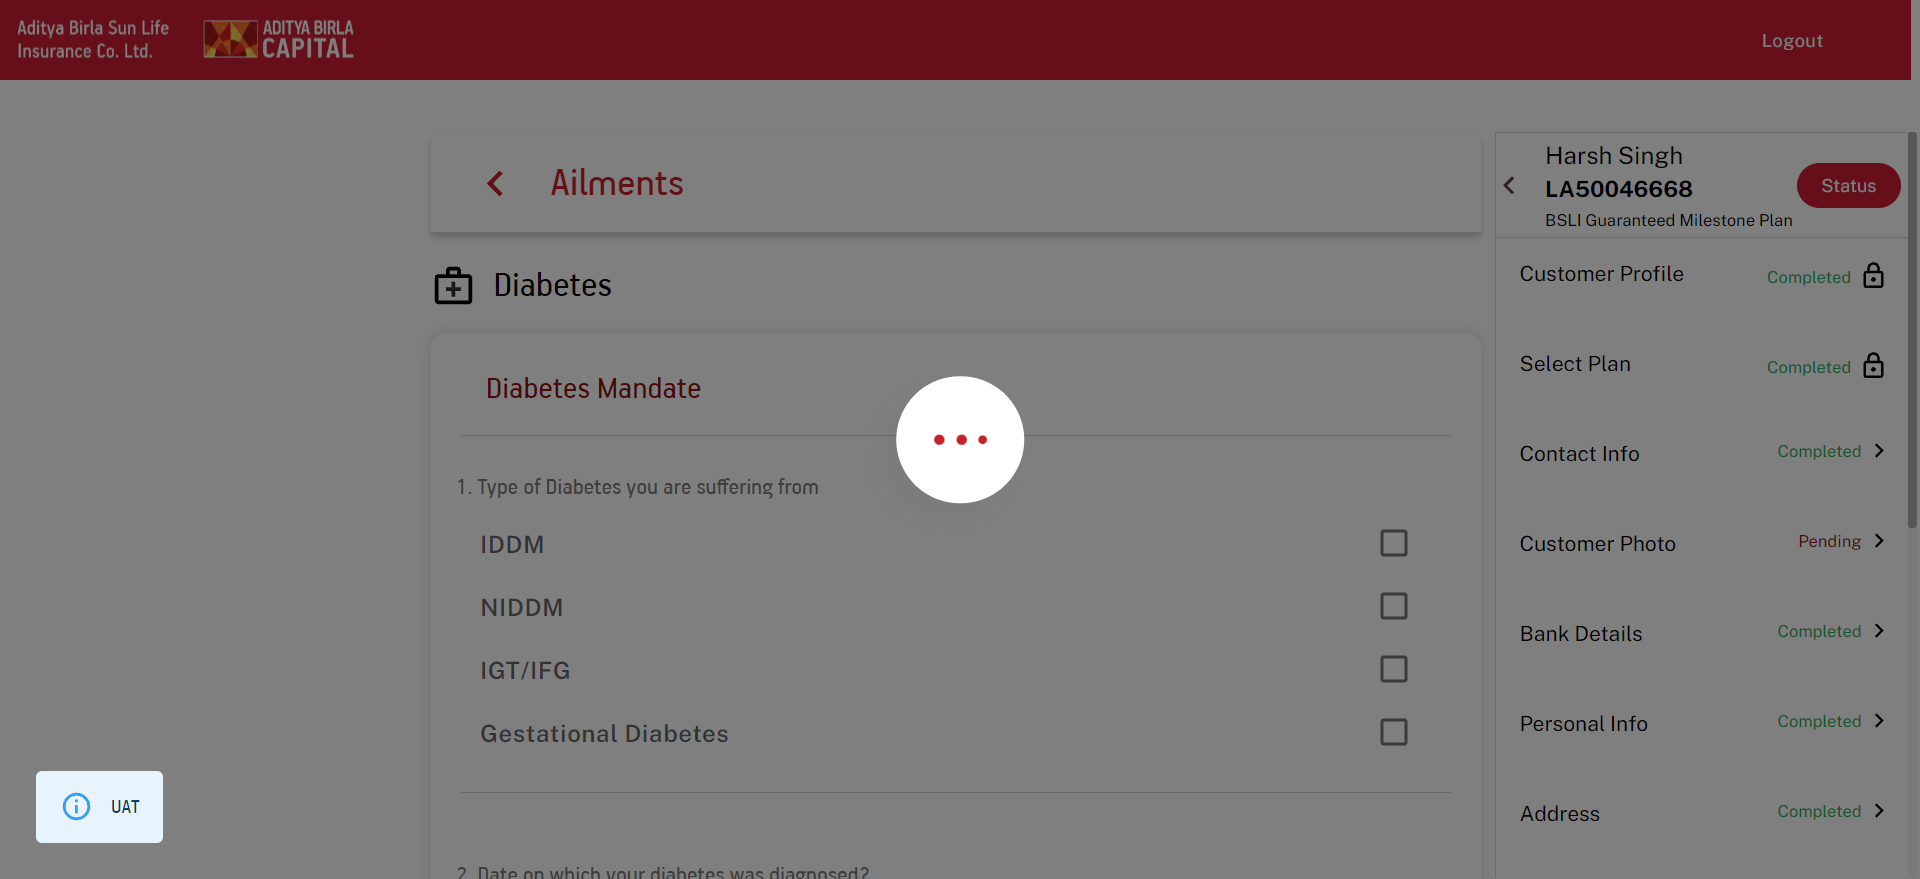 Aditya Birla Sun Life
Insurance Co. Ltd.
ADITYA BIRLA
CAPITAL
Logout
Ailments
Diabetes
Diabetes Mandate
1. Type of Diabetes you are suffering from
IDDM
NIDDM
IGT/IFG
Gestational Diabetes
2. Date on which your diabetes was diagnosed?
Harsh Singh
LA50046668
BSLI Guaranteed Milestone Plan
Status
Customer Profile Completed
Select Plan Completed
Contact Info Completed
Customer Photo Pending
Bank Details Completed
Personal Info Completed
Address Completed
UAT